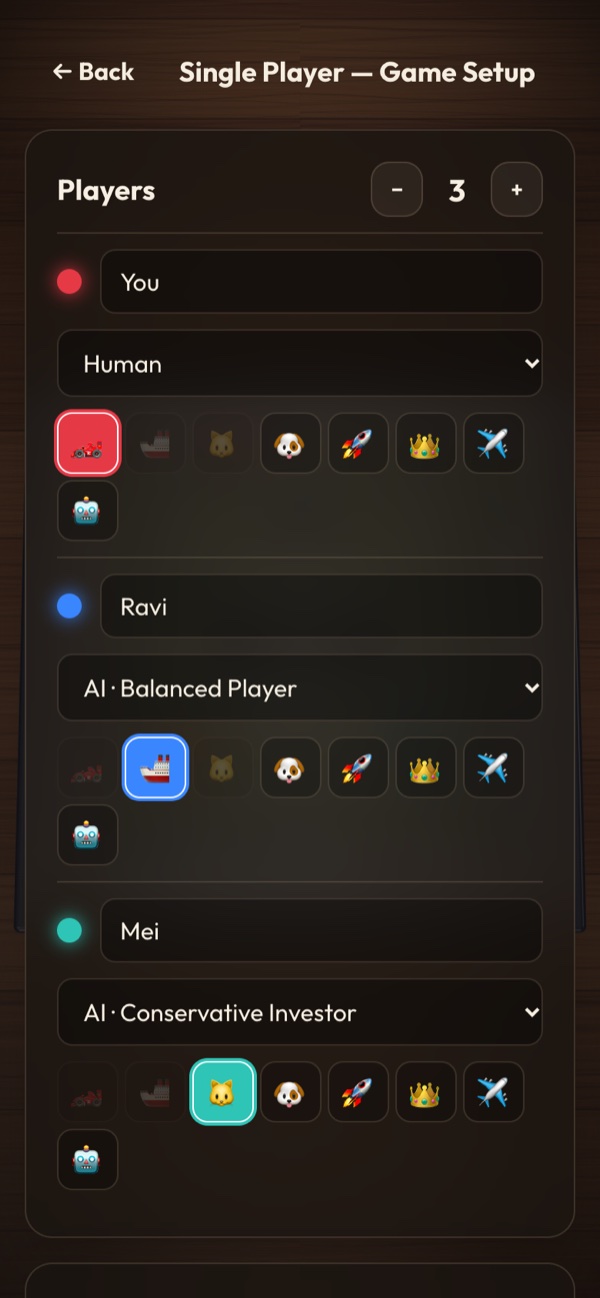 ← Back Single Player — Game Setup
Players - 3 +
You
Human
Ravi
AI · Balanced Player
Mei
AI · Conservative Investor